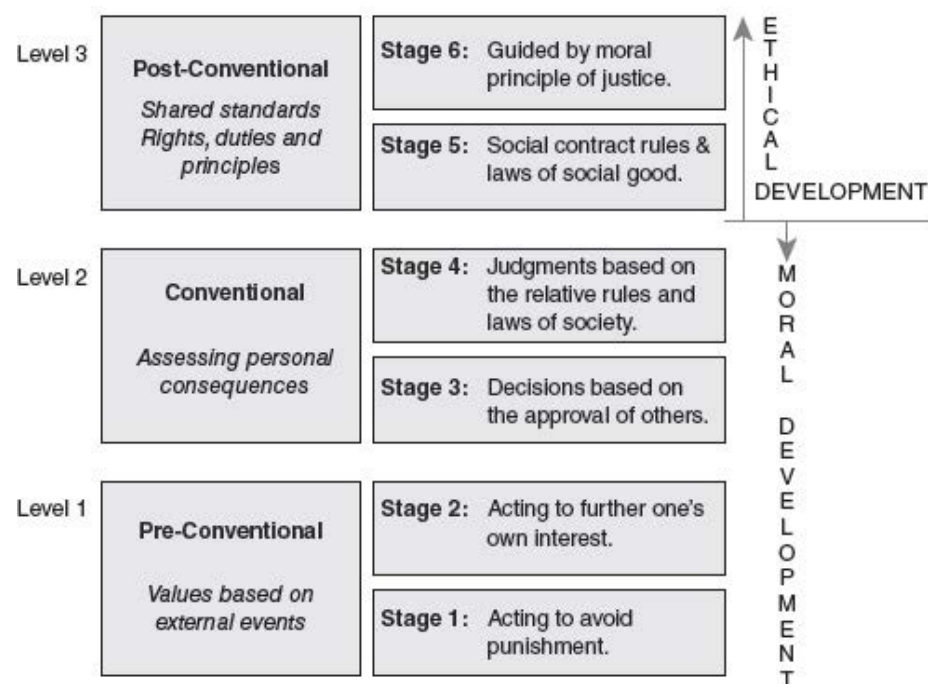 Level 3
Post-Conventional
Shared standards
Rights, duties and
principles
Stage 6: Guided by moral
principle of justice.
Stage 5: Social contract rules &
laws of social good.
ETHICAL
DEVELOPMENT
Level 2
Conventional
Assessing personal
consequences
Stage 4: Judgments based on
the relative rules and
laws of society.
Stage 3: Decisions based on
the approval of others.
Level 1
Pre-Conventional
Values based on
external events
Stage 2: Acting to further one's
own interest.
Stage 1: Acting to avoid
punishment.
MORAL DEVELOPMENT